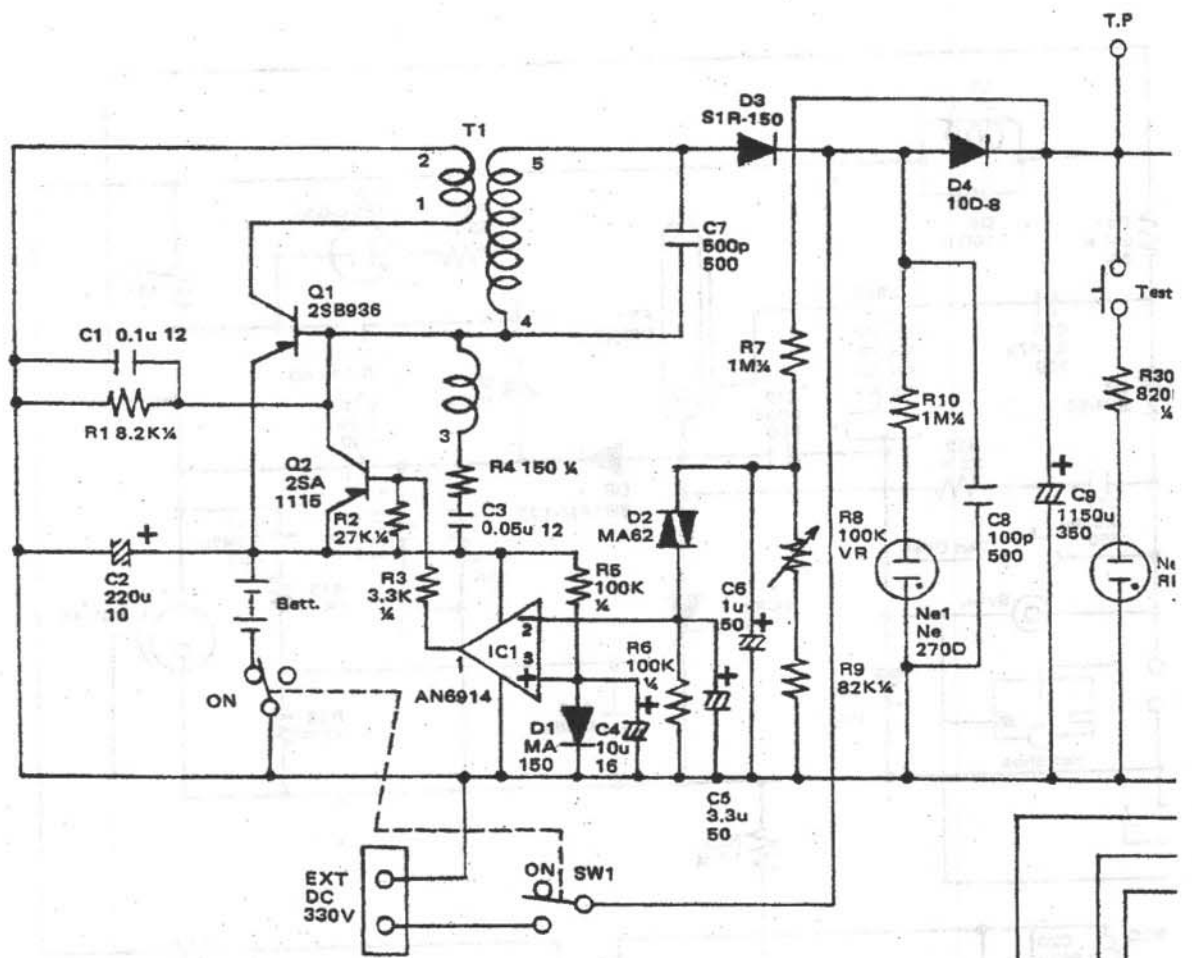 T.P
D3
S1R-150
T1
2
5
1
D4
10D-8
C7
500p
500
Q1
2SB936
4
Test
C1 0.1u 12
R7
1M¼
R10
1M¼
R30
¼
R1 8.2K¼
3
R4 150 ¼
Q2
2SA
1115
C3
0.05u 12
R2
27K¼
D2
MA62
R8
100K
VR
C8
100p
500
C9
1150u
350
+
+
C2
220u
10
Batt.
R3
3.3K
¼
R5
100K
¼
C6
1u
50
+
Ne1
Ne
270D
2
IC1
3
+
1
AN6914
R6
100K
¼
+
+
R9
82K¼
ON
D1
MA
150
C4
10u
16
C5
3.3u
50
EXT
DC
330V
ON
SW1